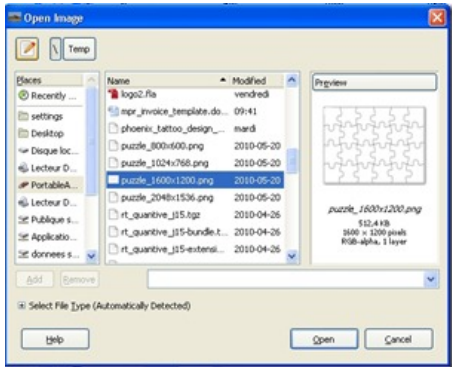 Open Image
\ Temp
Places
Recently ...
settings
Desktop
Disque loc...
Lecteur D...
PortableA...
Lecteur D...
Publique s...
Applicatio...
donnees s...
Name Modified
logo2.fla vendredi
mpr_invoice_template.do... 09:41
phoenix_tattoo_design_... mardi
puzzle_800x600.png 2010-05-20
puzzle_1024x768.png 2010-05-20
puzzle_1600x1200.png 2010-05-20
puzzle_2048x1536.png 2010-05-20
rt_quantive_j15.tgz 2010-04-26
rt_quantive_j15-bundle.t... 2010-04-26
rt_quantive_j15-extensi... 2010-04-26
Preview
puzzle_1600x1200.png
512,4 KB
1600 x 1200 pixels
RGB-alpha, 1 layer
Add Remove
Select File Type (Automatically Detected)
Help Open Cancel